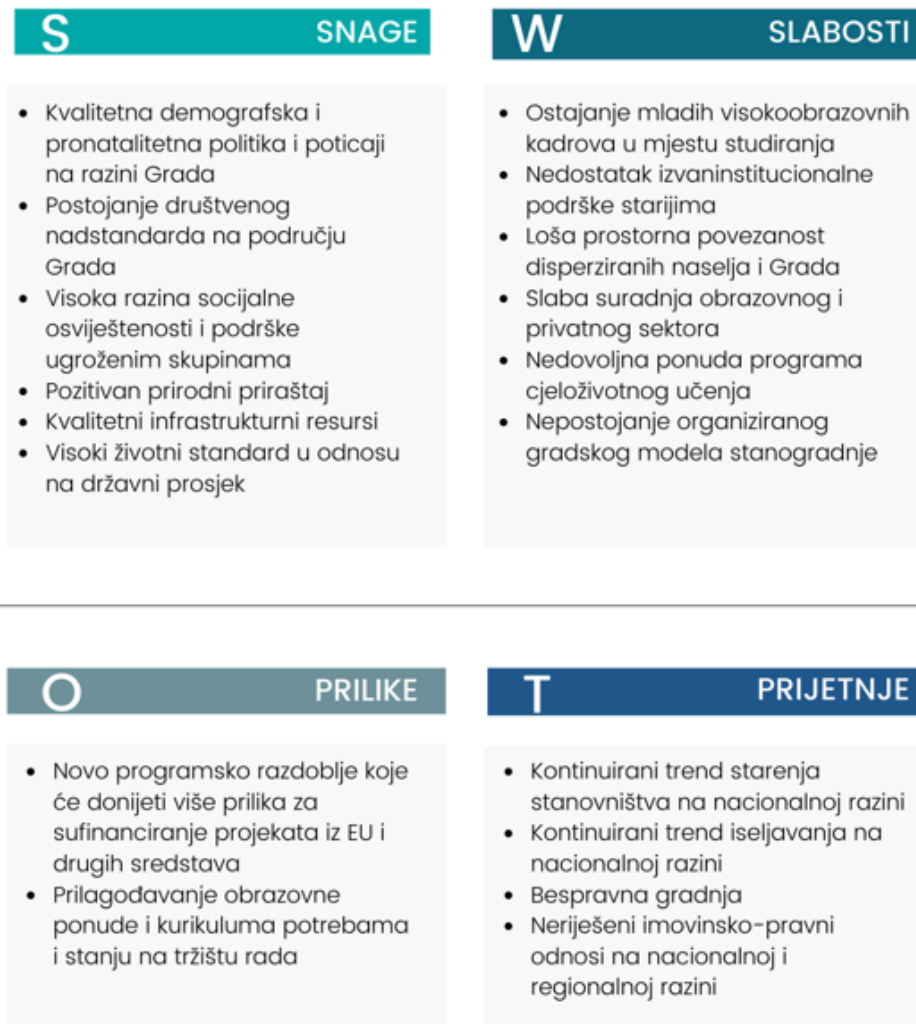 S SNAGE
• Kvalitetna demografska i
pronatalitetna politika i poticaji
na razini Grada
• Postojanje društvenog
nadstandarda na području
Grada
• Visoka razina socijalne
osviještenosti i podrške
ugroženim skupinama
• Pozitivan prirodni priraštaj
• Kvalitetni infrastrukturni resursi
• Visoki životni standard u odnosu
na državni prosjek
W SLABOSTI
• Ostajanje mladih visokoobrazovnih
kadrova u mjestu studiranja
• Nedostatak izvaninstitucionalne
podrške starijima
• Loša prostorna povezanost
disperziranih naselja i Grada
• Slaba suradnja obrazovnog i
privatnog sektora
• Nedovoljna ponuda programa
cjeloživotnog učenja
• Nepostojanje organiziranog
gradskog modela stanogradnje
O PRILIKE
• Novo programsko razdoblje koje
će donijeti više prilika za
sufinanciranje projekata iz EU i
drugih sredstava
• Prilagođavanje obrazovne
ponude i kurikuluma potrebama
i stanju na tržištu rada
T PRIJETNJE
• Kontinuirani trend starenja
stanovništva na nacionalnoj razini
• Kontinuirani trend iseljavanja na
nacionalnoj razini
• Bespravna gradnja
• Neriješeni imovinsko-pravni
odnosi na nacionalnoj i
regionalnoj razini